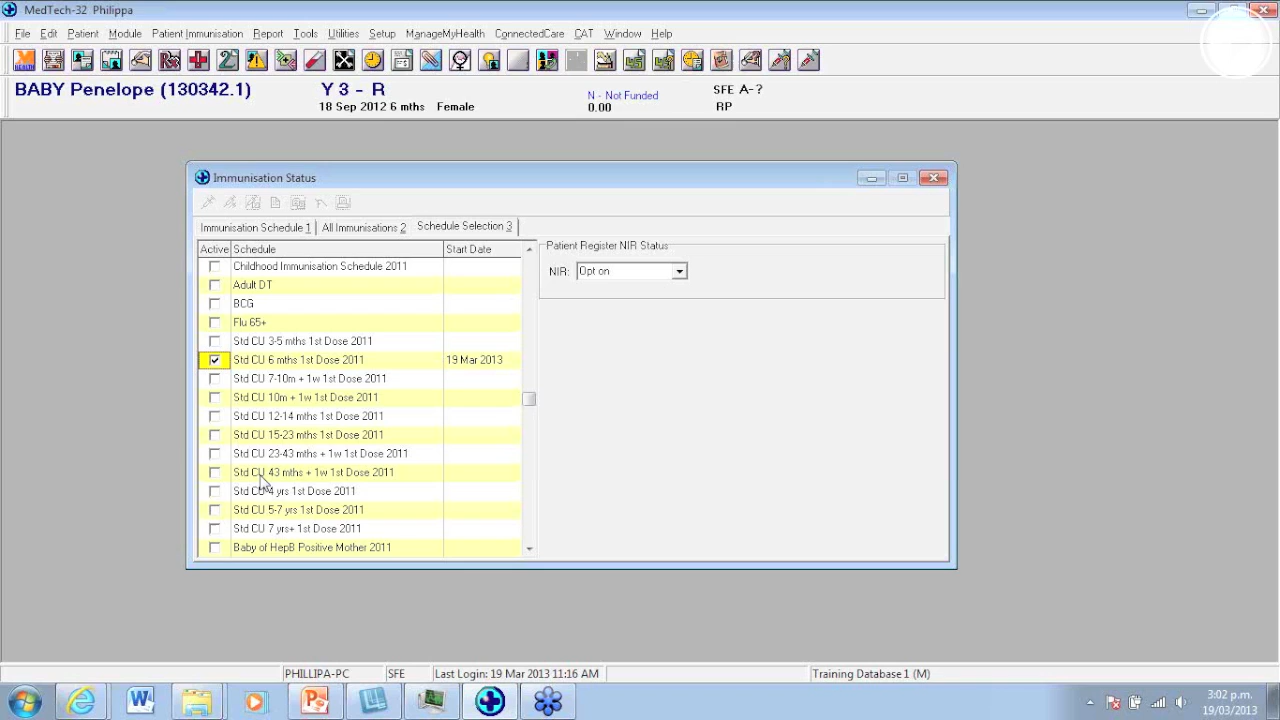 MedTech-32 Philippa
File Edit Patient Module Patient Immunisation Report Tools Utilities Setup ManageMyHealth ConnectedCare CAT Window Help
BABY Penelope (130342.1) Y 3 - R SFE A-?
N - Not Funded
18 Sep 2012 6 mths Female 0.00 RP
Immunisation Status
Immunisation Schedule 1 All Immunisations 2 Schedule Selection 3
Active Schedule Start Date
Patient Register NIR Status
NIR: Opt on
Childhood Immunisation Schedule 2011
Adult DT
BCG
Flu 65+
Std CU 3-5 mths 1st Dose 2011
Std CU 6 mths 1st Dose 2011 19 Mar 2013
Std CU 7-10m + 1w 1st Dose 2011
Std CU 10m + 1w 1st Dose 2011
Std CU 12-14 mths 1st Dose 2011
Std CU 15-23 mths 1st Dose 2011
Std CU 23-43 mths + 1w 1st Dose 2011
Std CU 43 mths + 1w 1st Dose 2011
Std CU 4 yrs 1st Dose 2011
Std CU 5-7 yrs 1st Dose 2011
Std CU 7 yrs+ 1st Dose 2011
Baby of HepB Positive Mother 2011
PHILLIPA-PC SFE Last Login: 19 Mar 2013 11:16 AM Training Database 1 (M)
3:02 p.m.
19/03/2013